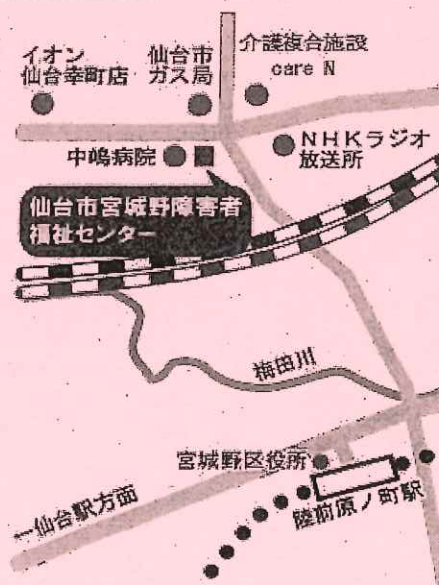 イオン
仙台幸町店
仙台市
ガス局
介護複合施設
care N
中嶋病院
NHKラジオ
放送所
仙台市宮城野障害者
福祉センター
梅田川
宮城野区役所
陸前原ノ町駅
←仙台駅方面